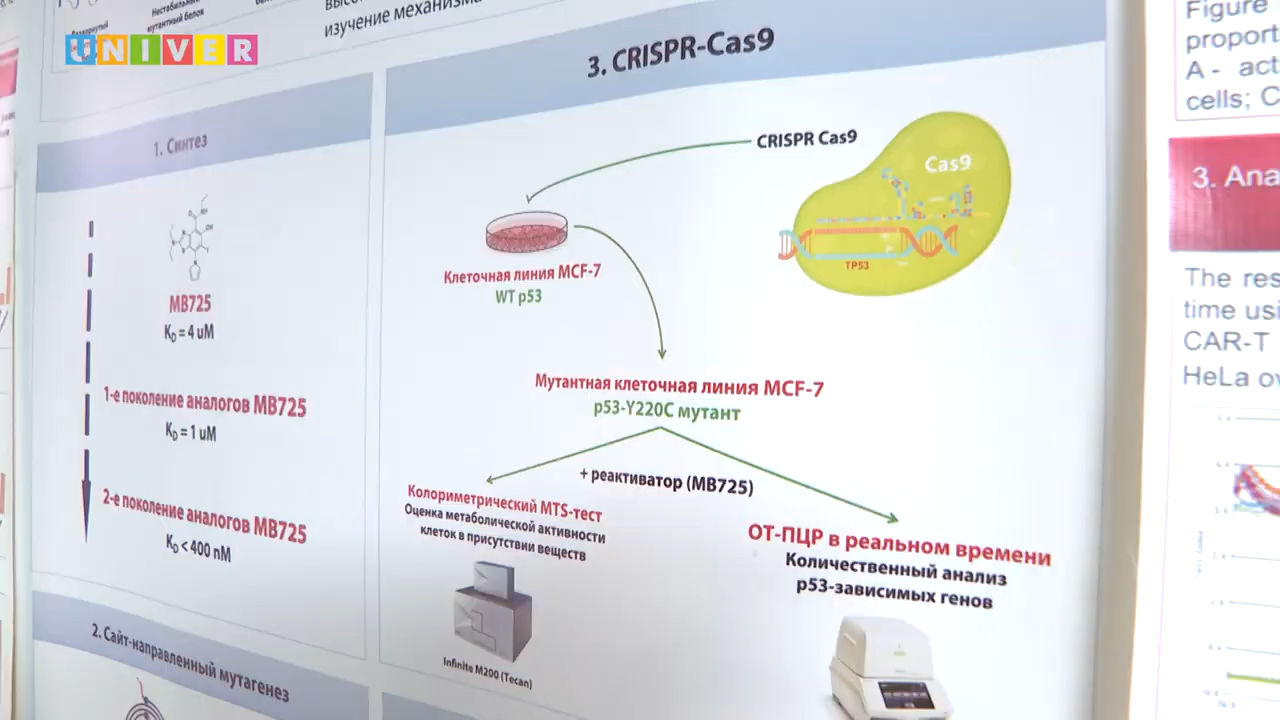 UNIVER
Нестабильный
мутантный белок
изучение механизма
1. Синтез
MB725
K_D = 4 uM
1-е поколение аналогов MB725
K_D = 1 uM
2-е поколение аналогов MB725
K_D < 400 nM
2. Сайт-направленный мутагенез
3. CRISPR-Cas9
CRISPR Cas9
Cas9
TP53
Клеточная линия MCF-7
WT p53
Мутантная клеточная линия MCF-7
p53-Y220C мутант
+ реактиватор (MB725)
Колориметрический MTS-тест
Оценка метаболической активности
клеток в присутствии веществ
Infinite M200 (Tecan)
ОТ-ПЦР в реальном времени
Количественный анализ
p53-зависимых генов
Figure
A - act
cells; C
3. Ana
The res
time usi
CAR-T
HeLa ov